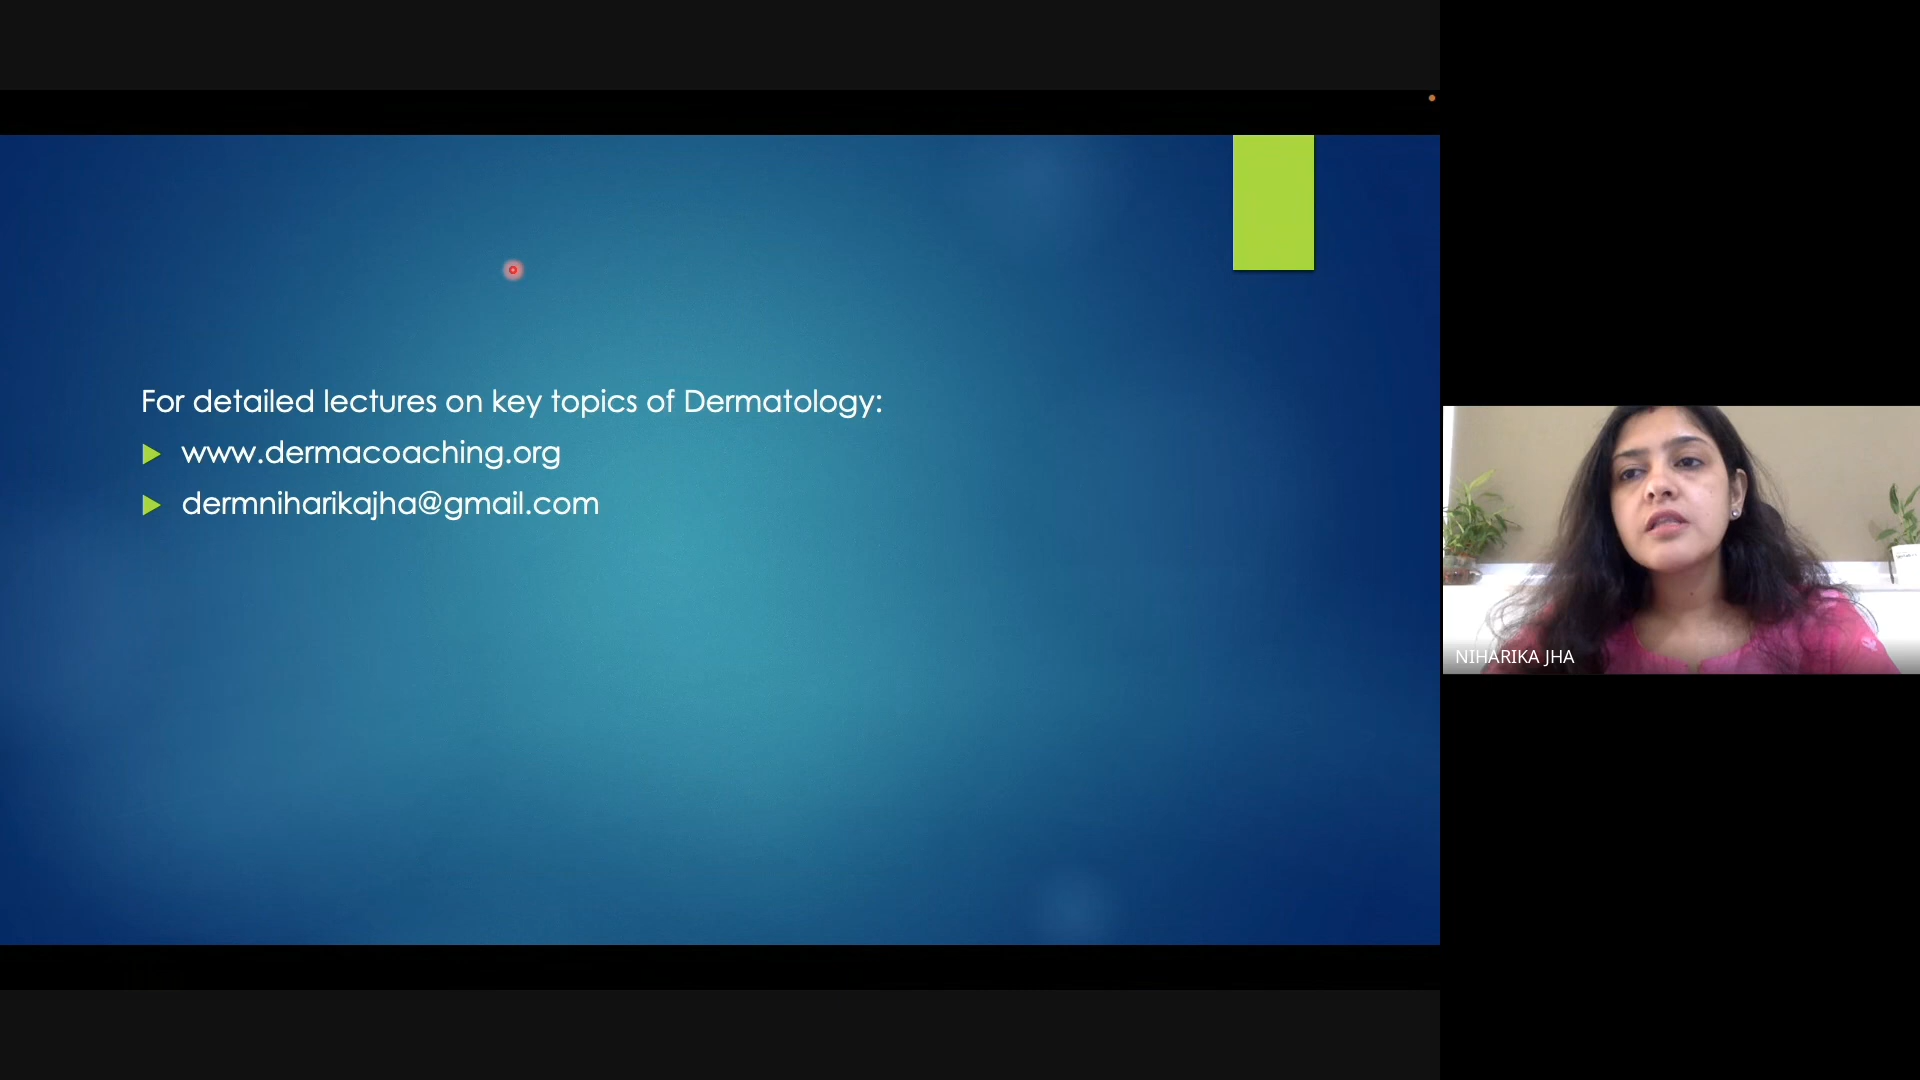 For detailed lectures on key topics of Dermatology:
www.dermacoaching.org
dermniharikajha@gmail.com
NIHARIKA JHA